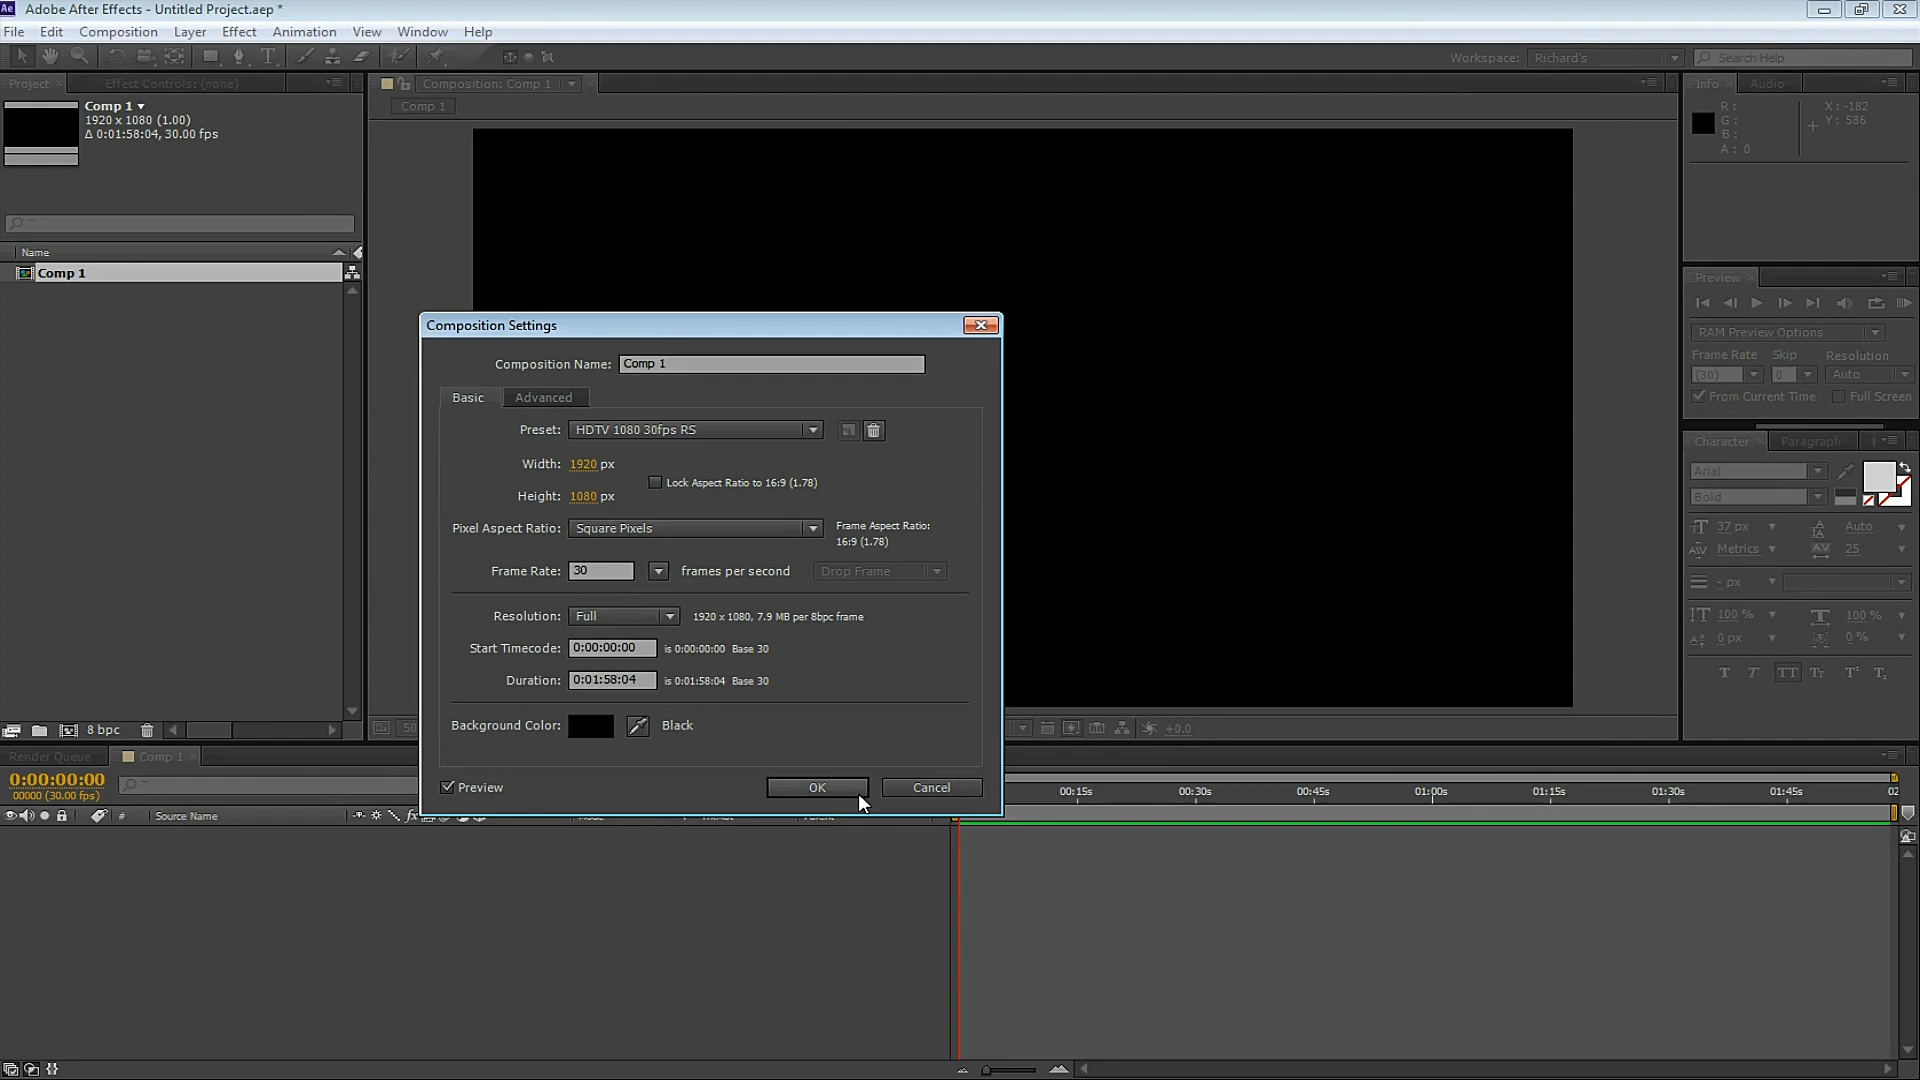 Ae Adobe After Effects - Untitled Project.aep *
File Edit Composition Layer Effect Animation View Window Help
Workspace: Richard's Search Help
Project Effect Controls: (none) Composition: Comp 1 Info Audio
Comp 1
1920 x 1080 (1.00)
Δ 0:01:58:04, 30.00 fps
Comp 1
R :
G :
B :
A : 0
X : -182
Y : 586
Name
Comp 1
Preview
RAM Preview Options
Frame Rate Skip Resolution
(30) 0 Auto
From Current Time Full Screen
Character Paragraph
Arial
Bold
37 px Auto
Metrics 25
- px
100 % 100 %
0 px 0 %
T T TT Tr T¹ T₁
Composition Settings
Composition Name: Comp 1
Basic Advanced
Preset: HDTV 1080 30fps RS
Width: 1920 px
Lock Aspect Ratio to 16:9 (1.78)
Height: 1080 px
Pixel Aspect Ratio: Square Pixels
Frame Aspect Ratio:
16:9 (1.78)
Frame Rate: 30 frames per second Drop Frame
Resolution: Full 1920 x 1080, 7.9 MB per 8bpc frame
Start Timecode: 0:00:00:00 is 0:00:00:00 Base 30
Duration: 0:01:58:04 is 0:01:58:04 Base 30
Background Color: Black
Preview OK Cancel
8 bpc
50
+0.0
Render Queue Comp 1
0:00:00:00
00000 (30.00 fps)
00:15s 00:30s 00:45s 01:00s 01:15s 01:30s 01:45s 02
# Source Name